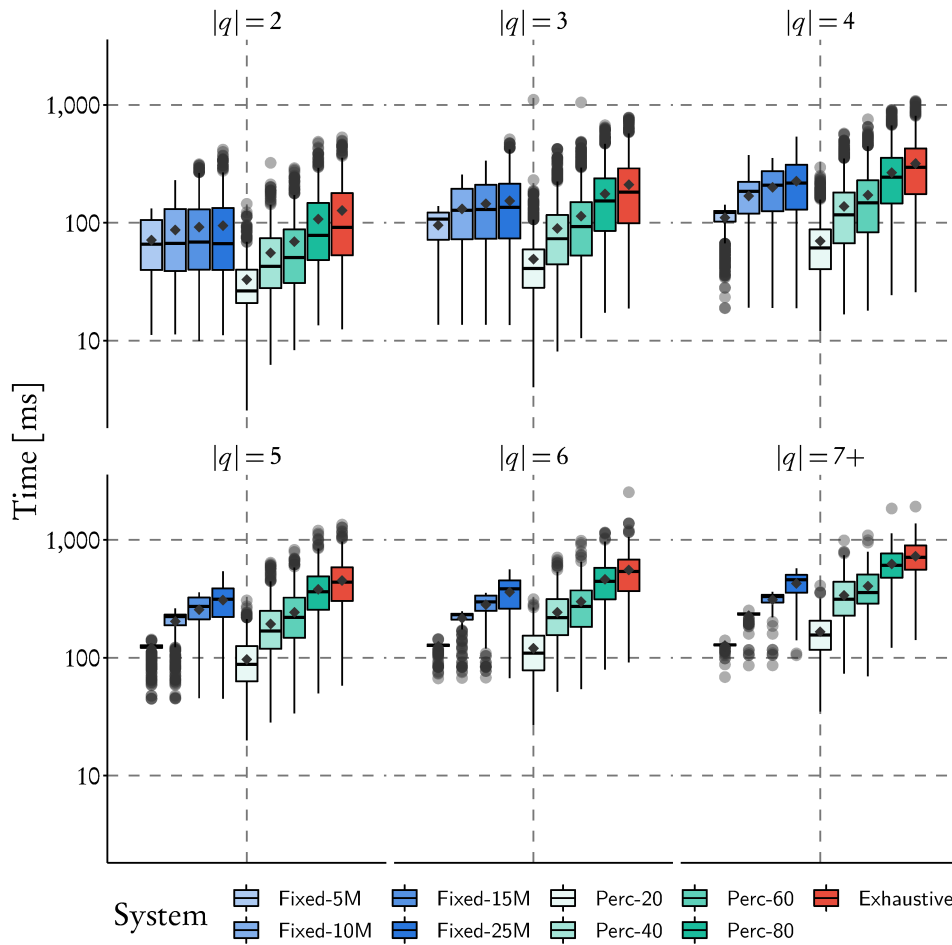 |q| = 2
|q| = 3
|q| = 4
1,000
100
10
Time [ms]
|q| = 5
|q| = 6
|q| = 7+
1,000
100
10
System
Fixed-5M
Fixed-15M
Perc-20
Perc-60
Exhaustive
Fixed-10M
Fixed-25M
Perc-40
Perc-80